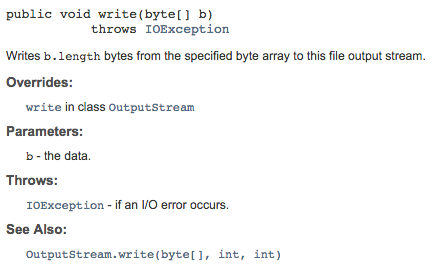 public void write(byte[] b)
throws IOException
Writes b.length bytes from the specified byte array to this file output stream.
Overrides:
write in class OutputStream
Parameters:
b - the data.
Throws:
IOException - if an I/O error occurs.
See Also:
OutputStream.write(byte[], int, int)